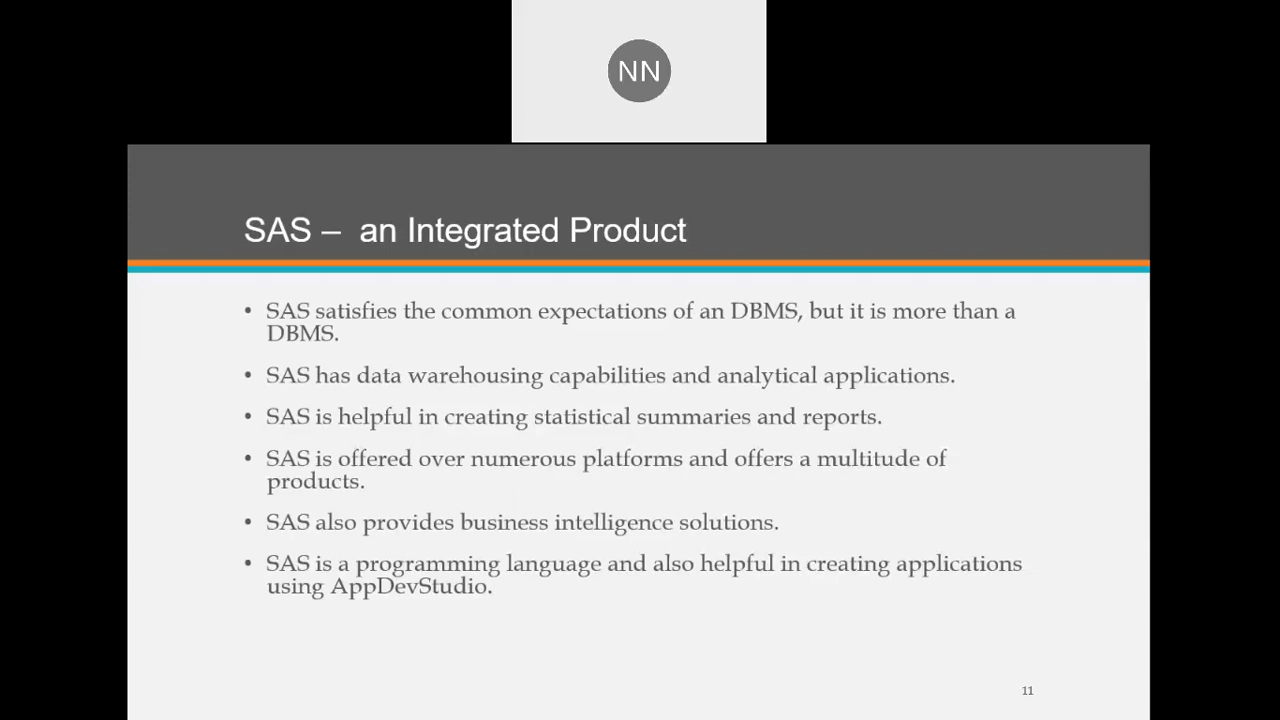 NN
SAS – an Integrated Product
• SAS satisfies the common expectations of an DBMS, but it is more than a
DBMS.
• SAS has data warehousing capabilities and analytical applications.
• SAS is helpful in creating statistical summaries and reports.
• SAS is offered over numerous platforms and offers a multitude of
products.
• SAS also provides business intelligence solutions.
• SAS is a programming language and also helpful in creating applications
using AppDevStudio.
11